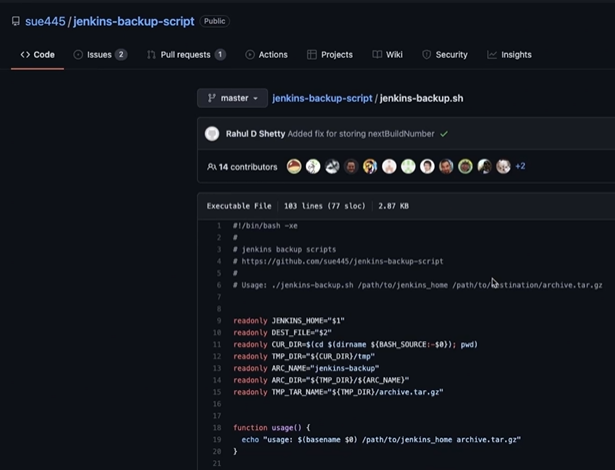 sue445 / jenkins-backup-script Public
Code Issues 2 Pull requests 1 Actions Projects Wiki Security Insights
master jenkins-backup-script / jenkins-backup.sh
Rahul D Shetty Added fix for storing nextBuildNumber
14 contributors +2
Executable File 103 lines (77 sloc) 2.87 KB
1 #!/bin/bash -xe
2 #
3 # jenkins backup scripts
4 # https://github.com/sue445/jenkins-backup-script
5 #
6 # Usage: ./jenkins-backup.sh /path/to/jenkins_home /path/to/destination/archive.tar.gz
7
8
9 readonly JENKINS_HOME="$1"
10 readonly DEST_FILE="$2"
11 readonly CUR_DIR=$(cd $(dirname ${BASH_SOURCE:-$0}); pwd)
12 readonly TMP_DIR="${CUR_DIR}/tmp"
13 readonly ARC_NAME="jenkins-backup"
14 readonly ARC_DIR="${TMP_DIR}/${ARC_NAME}"
15 readonly TMP_TAR_NAME="${TMP_DIR}/archive.tar.gz"
16
17
18 function usage() {
19 echo "usage: $(basename $0) /path/to/jenkins_home archive.tar.gz"
20 }
21